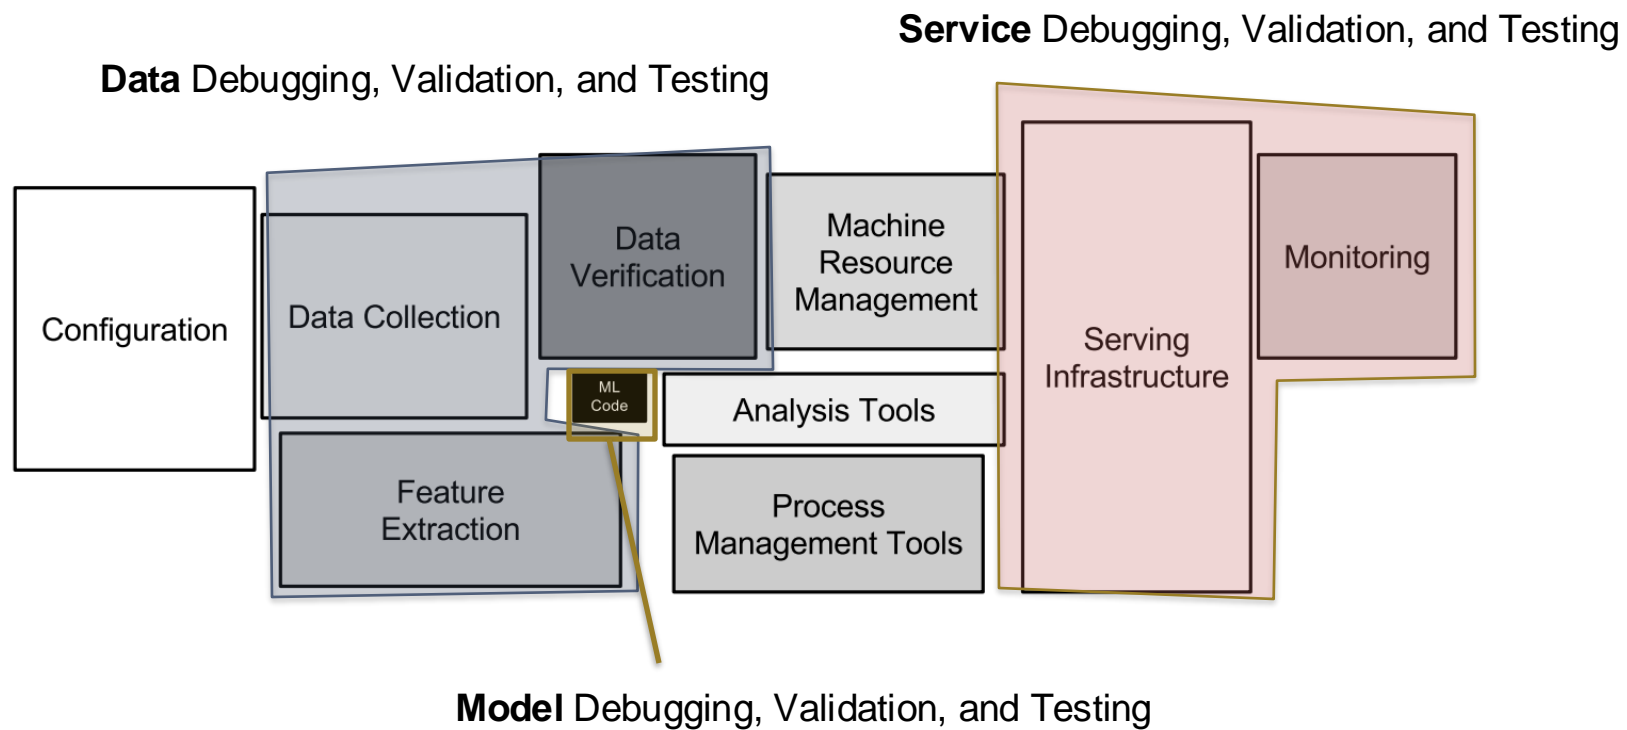 Service Debugging, Validation, and Testing
Data Debugging, Validation, and Testing
Configuration
Data Collection
Data
Verification
Machine
Resource
Management
Serving
Infrastructure
Monitoring
ML
Code
Analysis Tools
Feature
Extraction
Process
Management Tools
Model Debugging, Validation, and Testing